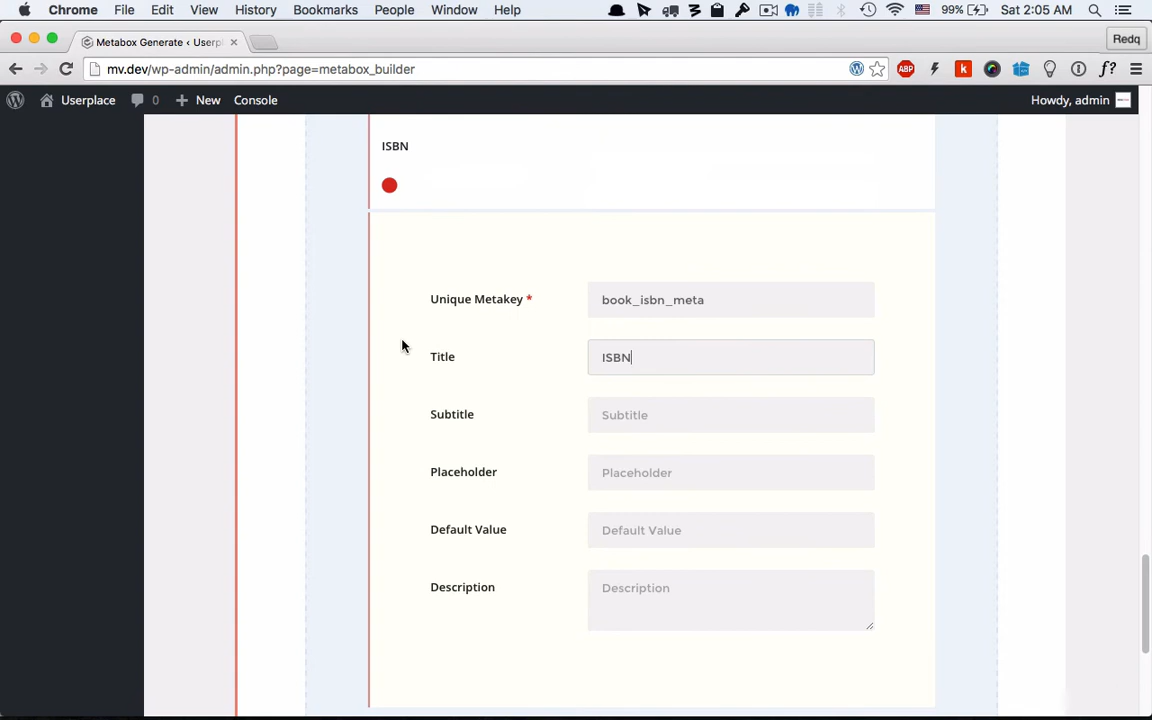 Chrome File Edit View History Bookmarks People Window Help 99% Sat 2:05 AM
Metabox Generate ‹ Userpl Redq
mv.dev/wp-admin/admin.php?page=metabox_builder ABP k f?
Userplace 0 New Console Howdy, admin
ISBN
Unique Metakey * book_isbn_meta
Title ISBN
Subtitle Subtitle
Placeholder Placeholder
Default Value Default Value
Description Description